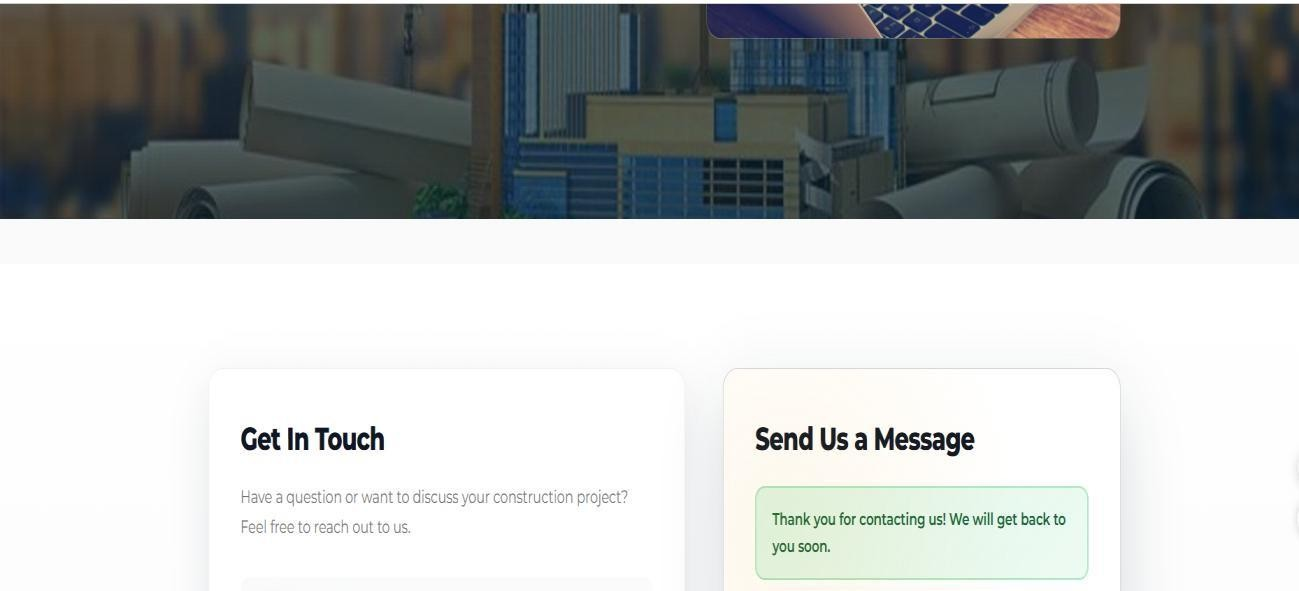 Get In Touch
Have a question or want to discuss your construction project?
Feel free to reach out to us.
Send Us a Message
Thank you for contacting us! We will get back to
you soon.